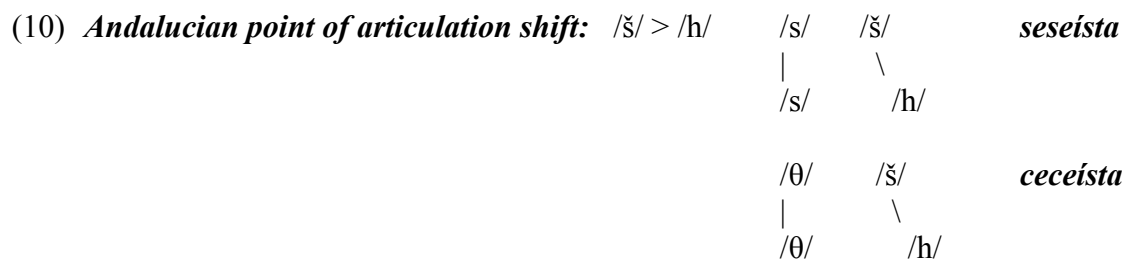 (10) Andalucian point of articulation shift: /š/ > /h/ /s/ /š/ seseísta
| \
/s/ /h/
/θ/ /š/ ceceísta
| \
/θ/ /h/